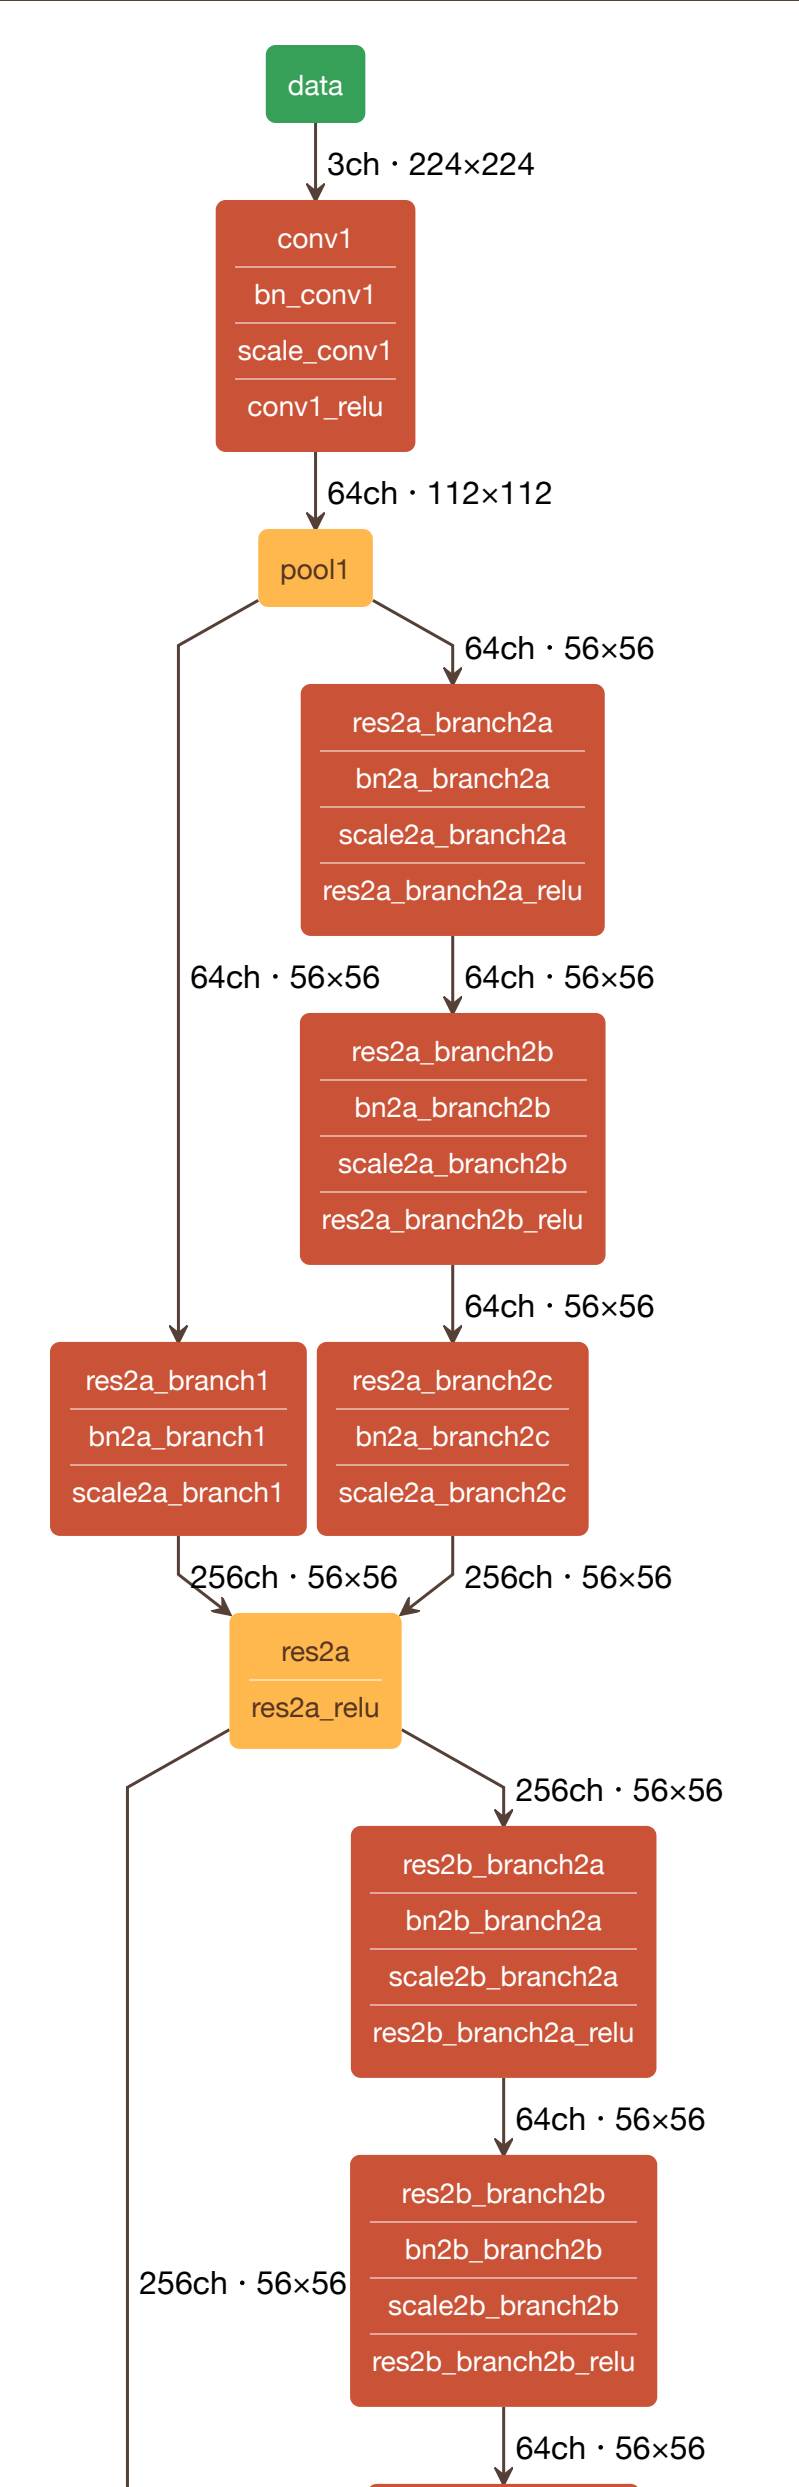 data
3ch · 224×224
conv1
bn_conv1
scale_conv1
conv1_relu
64ch · 112×112
pool1
64ch · 56×56
res2a_branch2a
bn2a_branch2a
scale2a_branch2a
res2a_branch2a_relu
64ch · 56×56
64ch · 56×56
res2a_branch2b
bn2a_branch2b
scale2a_branch2b
res2a_branch2b_relu
64ch · 56×56
res2a_branch1
bn2a_branch1
scale2a_branch1
res2a_branch2c
bn2a_branch2c
scale2a_branch2c
256ch · 56×56
256ch · 56×56
res2a
res2a_relu
256ch · 56×56
res2b_branch2a
bn2b_branch2a
scale2b_branch2a
res2b_branch2a_relu
64ch · 56×56
256ch · 56×56
res2b_branch2b
bn2b_branch2b
scale2b_branch2b
res2b_branch2b_relu
64ch · 56×56